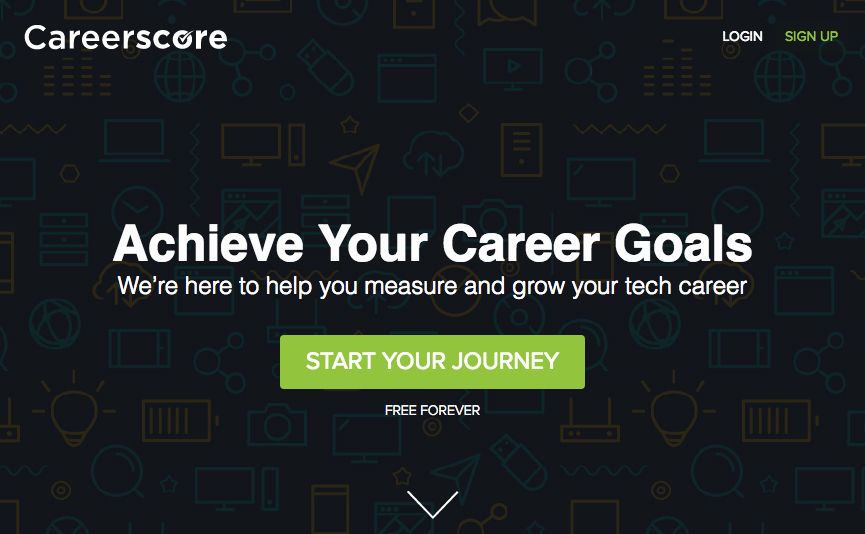 Careerscore
LOGIN
SIGN UP
Achieve Your Career Goals
We're here to help you measure and grow your tech career
START YOUR JOURNEY
FREE FOREVER